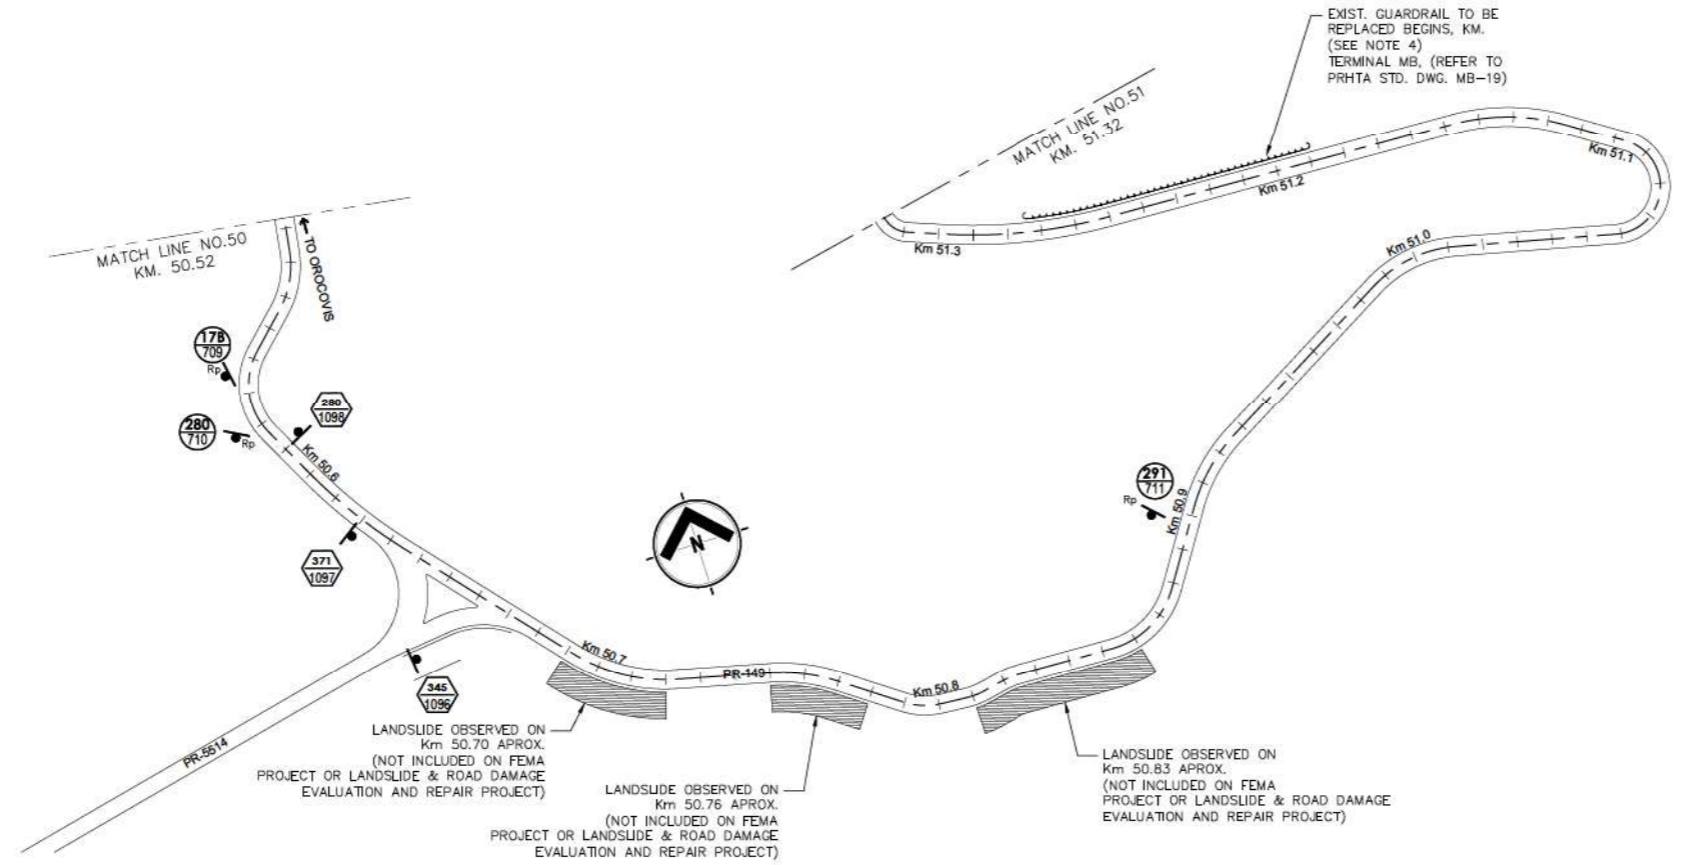 EXIST. GUARDRAIL TO BE
REPLACED BEGINS, KM.
(SEE NOTE 4)
TERMINAL MB, (REFER TO
PRHTA STD. DWG. MB-19)
MATCH LINE NO.51
KM. 51.32
Km 51.1
Km 51.2
Km 51.3
Km 51.0
MATCH LINE NO.50
KM. 50.52
TO OROCOVIS
17B
709
Rp
280
710
Rp
280
1098
Km 50.6
371
1097
N
291
711
Rp
Km 50.9
345
1096
Km 50.7
PR-149
Km 50.8
PR-5514
LANDSLIDE OBSERVED ON
Km 50.70 APROX.
(NOT INCLUDED ON FEMA
PROJECT OR LANDSLIDE & ROAD DAMAGE
EVALUATION AND REPAIR PROJECT)
LANDSLIDE OBSERVED ON
Km 50.76 APROX.
(NOT INCLUDED ON FEMA
PROJECT OR LANDSLIDE & ROAD DAMAGE
EVALUATION AND REPAIR PROJECT)
LANDSLIDE OBSERVED ON
Km 50.83 APROX.
(NOT INCLUDED ON FEMA
PROJECT OR LANDSLIDE & ROAD DAMAGE
EVALUATION AND REPAIR PROJECT)